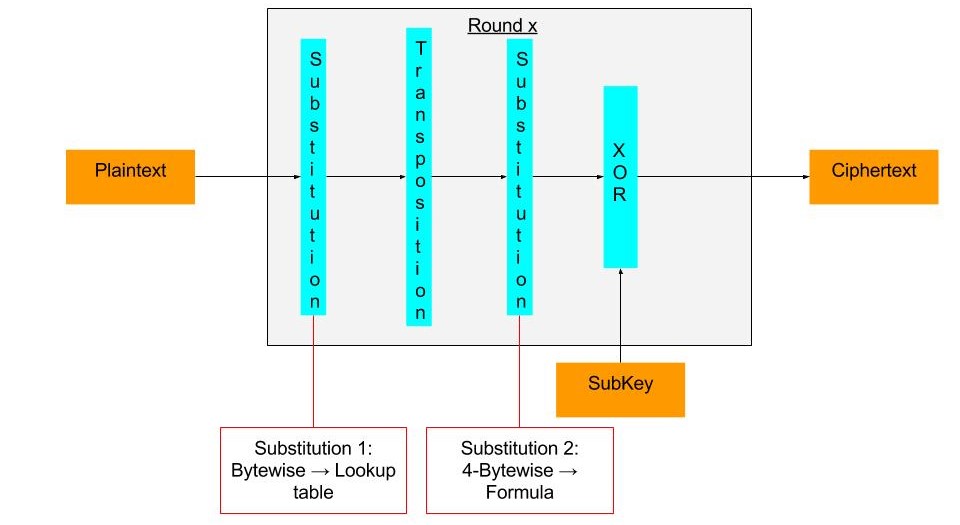 Round x
Plaintext
Substitution
Transposition
Substitution
XOR
Ciphertext
SubKey
Substitution 1:
Bytewise → Lookup
table
Substitution 2:
4-Bytewise →
Formula